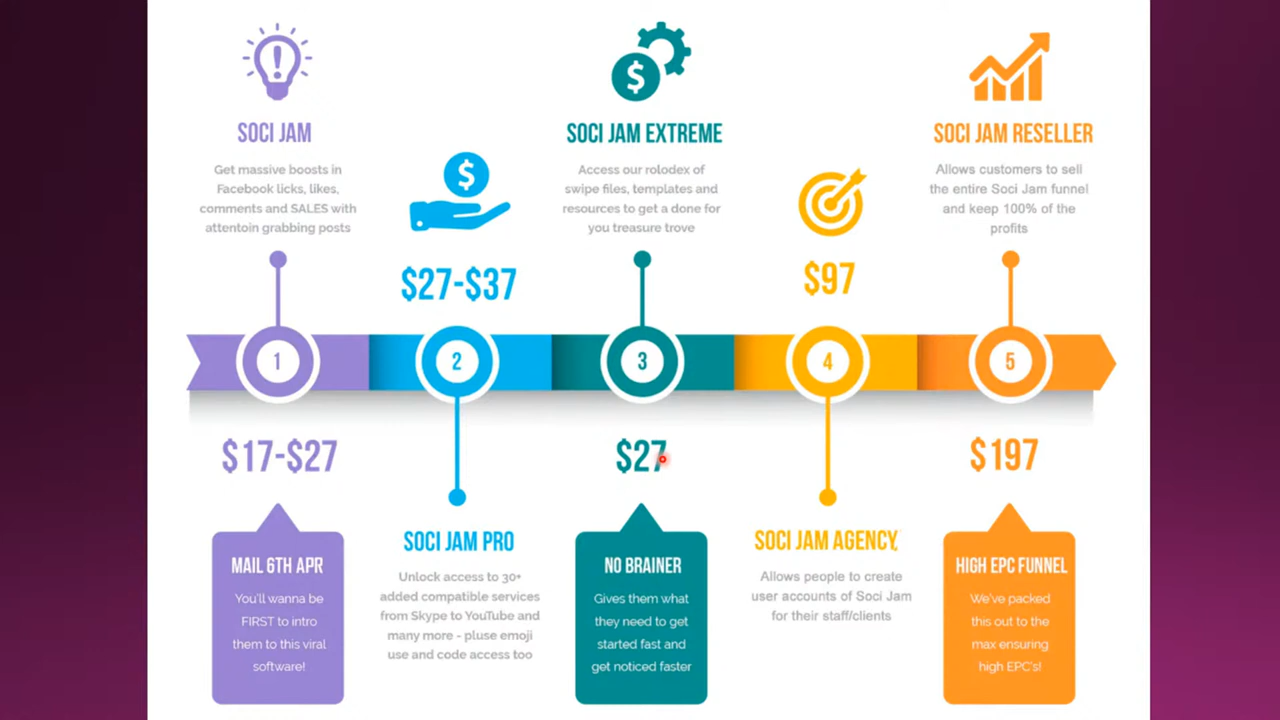 SOCI JAM
Get massive boosts in
Facebook licks, likes,
comments and SALES with
attentoin grabbing posts
1
$17-$27
MAIL 6TH APR
You'll wanna be
FIRST to intro
them to this viral
software!
$
$27-$37
2
SOCI JAM PRO
Unlock access to 30+
added compatible services
from Skype to YouTube and
many more - pluse emoji
use and code access too
$
SOCI JAM EXTREME
Access our rolodex of
swipe files, templates and
resources to get a done for
you treasure trove
3
$27
NO BRAINER
Gives them what
they need to get
started fast and
get noticed faster
$97
4
SOCI JAM AGENCY
Allows people to create
user accounts of Soci Jam
for their staff/clients
SOCI JAM RESELLER
Allows customers to sell
the entire Soci Jam funnel
and keep 100% of the
profits
5
$197
HIGH EPC FUNNEL
We've packed
this out to the
max ensuring
high EPC's!